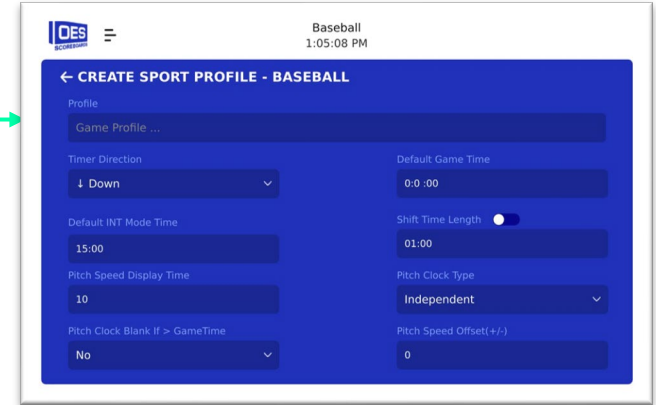 OES
SCOREBOARDS
Baseball
1:05:08 PM
← CREATE SPORT PROFILE - BASEBALL
Profile
Game Profile ...
Timer Direction
Default Game Time
↓ Down
0:0 :00
Default INT Mode Time
Shift Time Length
15:00
01:00
Pitch Speed Display Time
Pitch Clock Type
10
Independent
Pitch Clock Blank If > GameTime
Pitch Speed Offset(+/-)
No
0